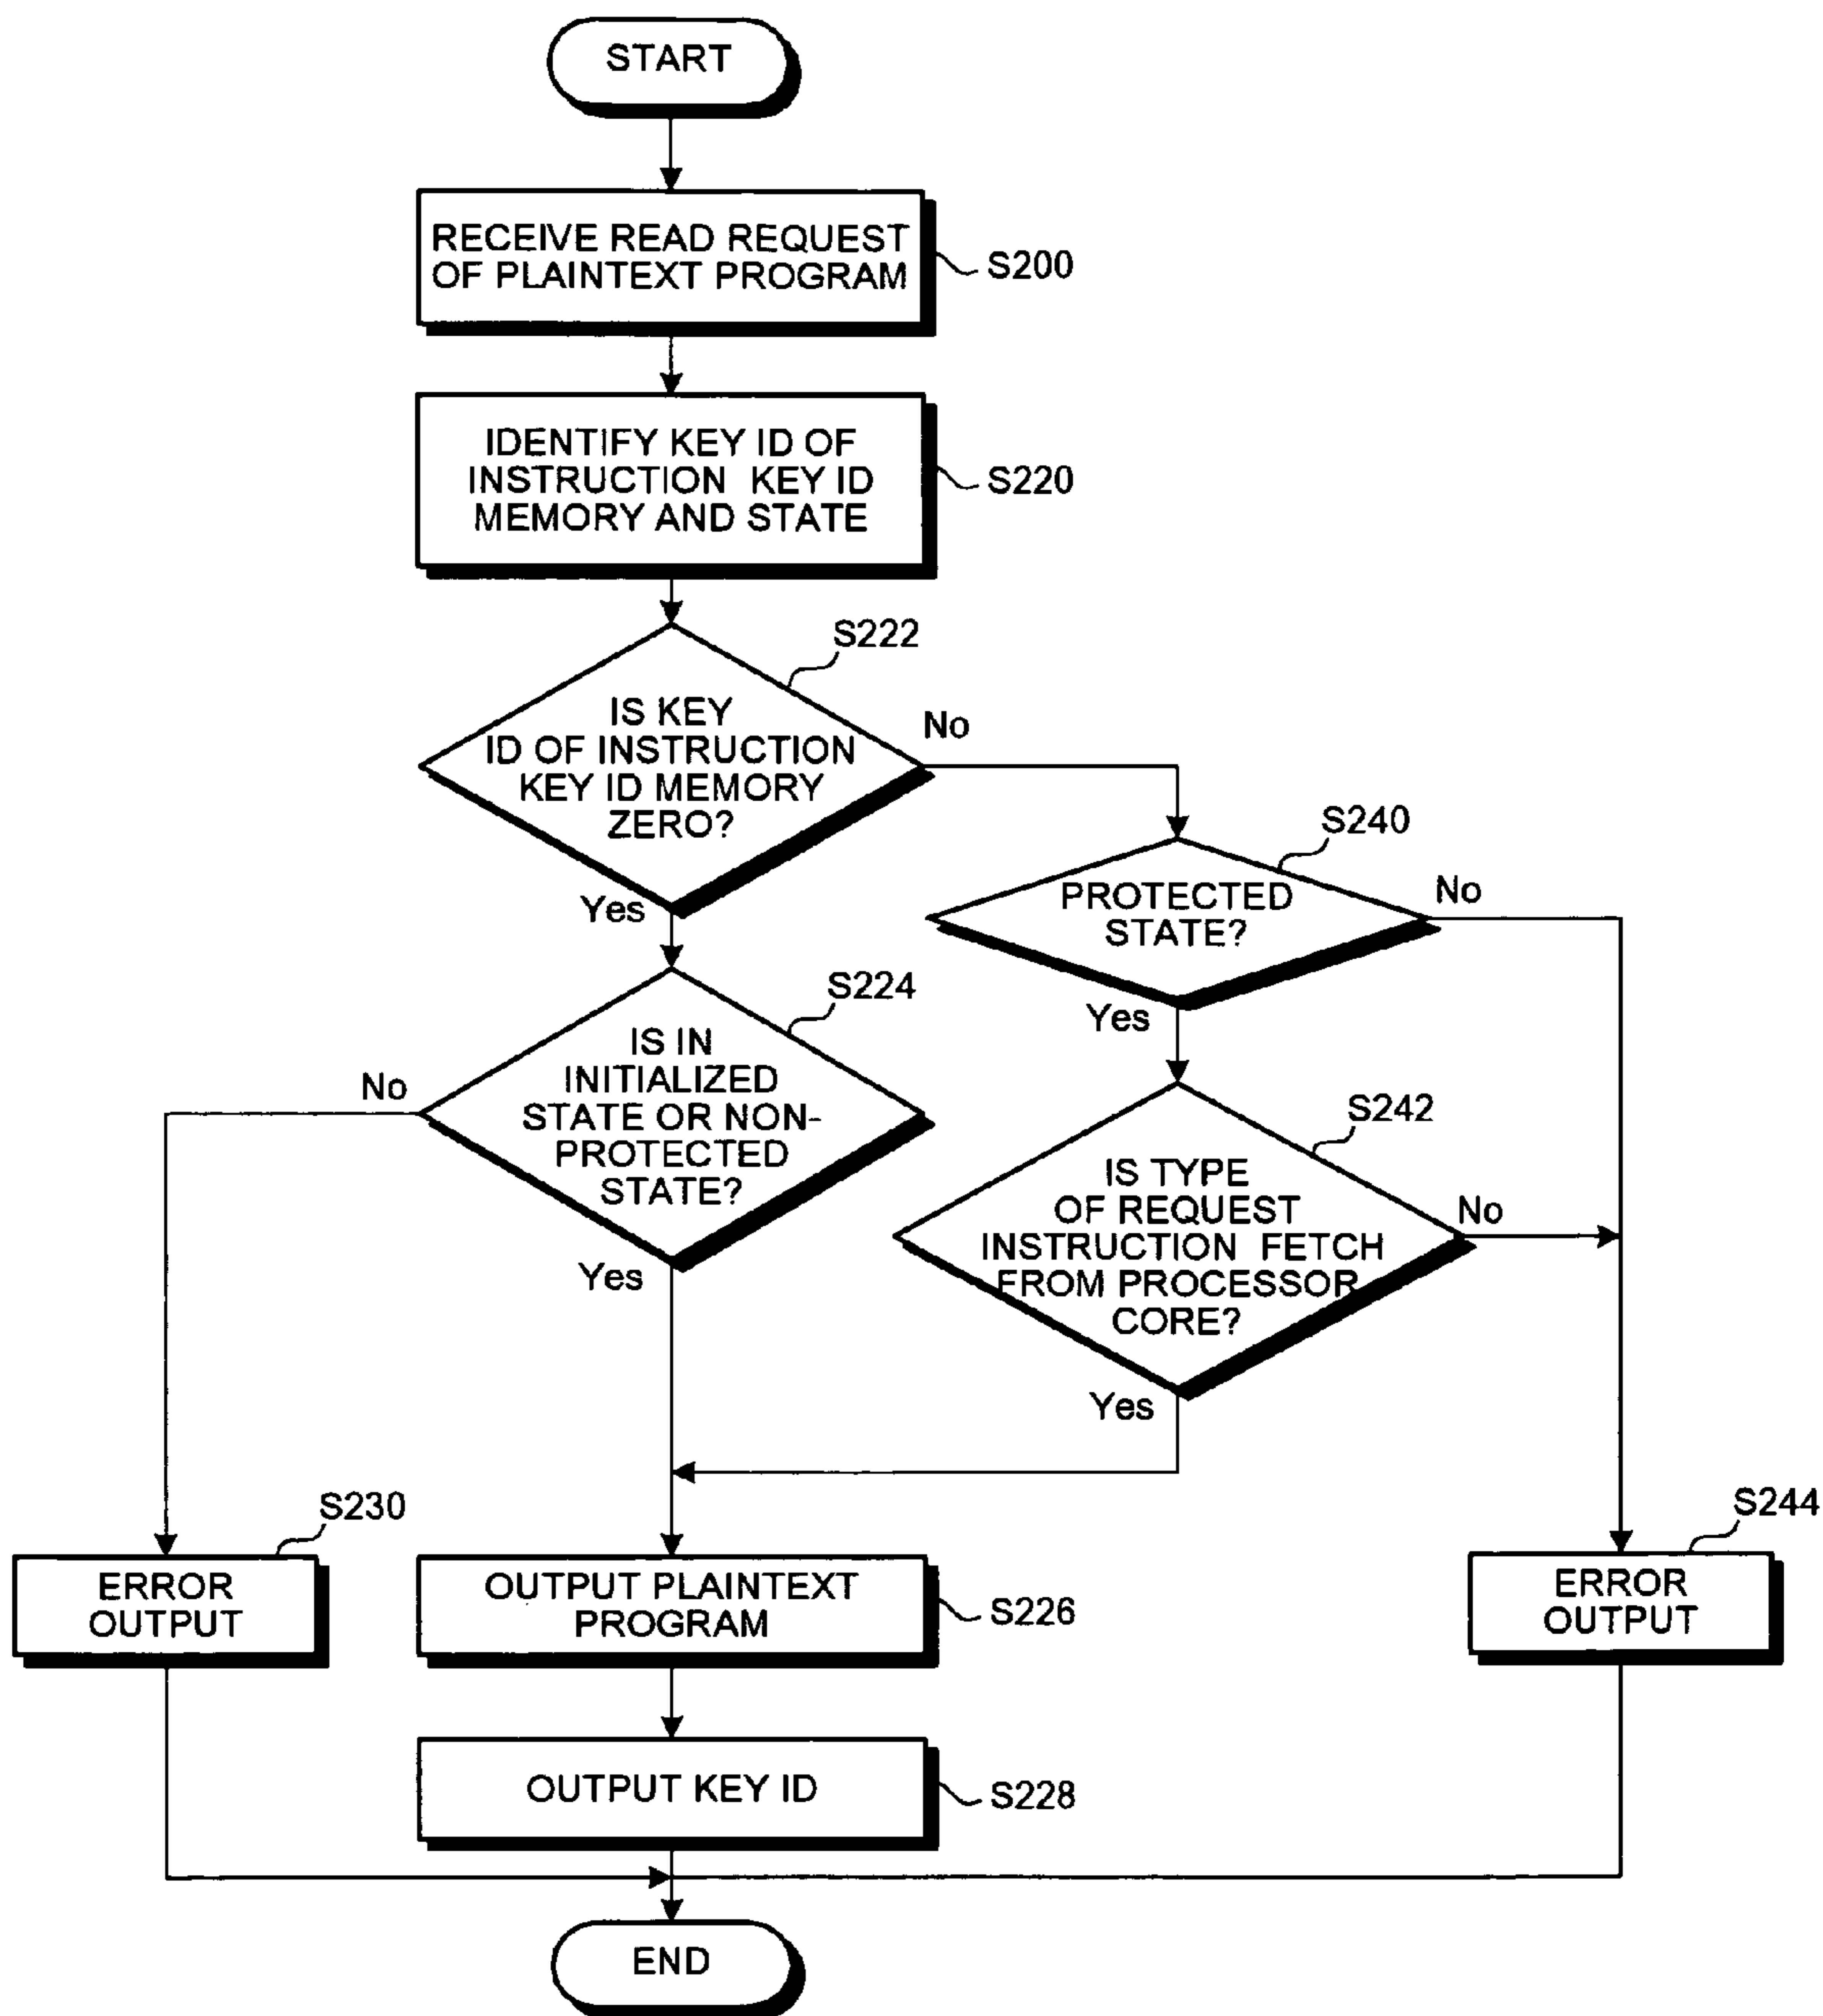 START
RECEIVE READ REQUEST
OF PLAINTEXT PROGRAM
S200
IDENTIFY KEY ID OF
INSTRUCTION KEY ID
MEMORY AND STATE
S220
S222
IS KEY
ID OF INSTRUCTION
KEY ID MEMORY
ZERO?
No
Yes
S240
PROTECTED
STATE?
No
Yes
S224
IS IN
INITIALIZED
STATE OR NON-
PROTECTED
STATE?
No
Yes
S242
IS TYPE
OF REQUEST
INSTRUCTION FETCH
FROM PROCESSOR
CORE?
No
Yes
S230
ERROR
OUTPUT
OUTPUT PLAINTEXT
PROGRAM
S226
S244
ERROR
OUTPUT
OUTPUT KEY ID
S228
END